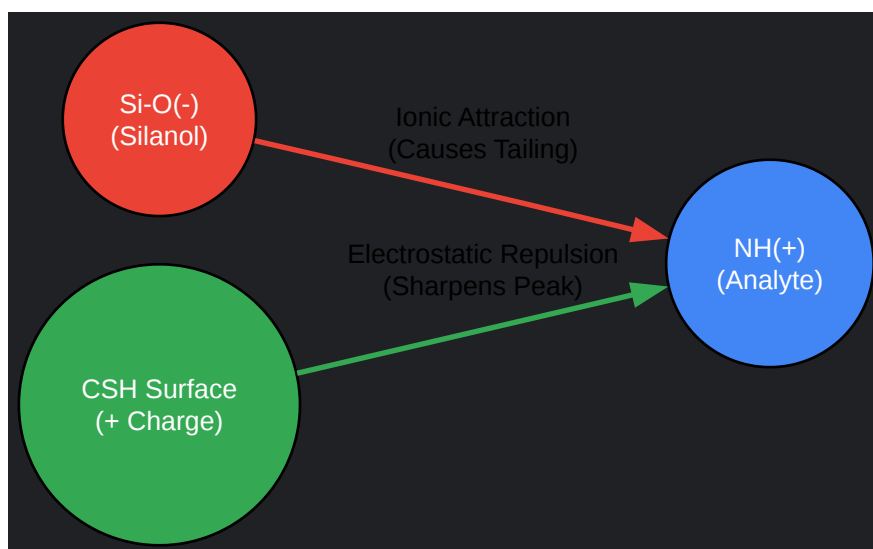 Si-O(-)
(Silanol)
Ionic Attraction
(Causes Tailing)
NH(+)
(Analyte)
Electrostatic Repulsion
(Sharpens Peak)
CSH Surface
(+ Charge)